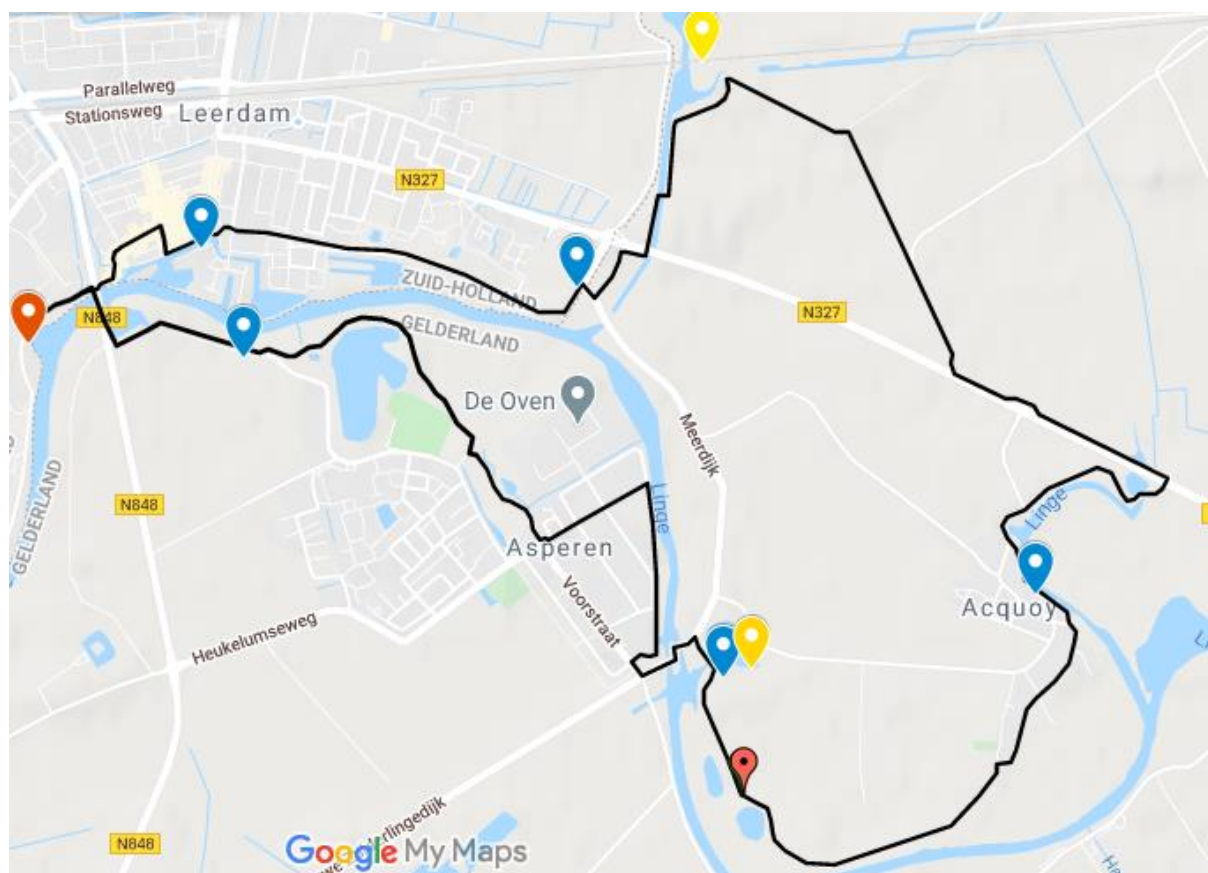 Parallelweg
Stationsweg
Leerdam
N327
ZUID-HOLLAND
GELDERLAND
N848
N327
De Oven
Meerdijk
GELDERLAND
N848
Linge
Linge
Asperen
Voorstraat
Acquoy
Heukelumseweg
N848
Google My Maps